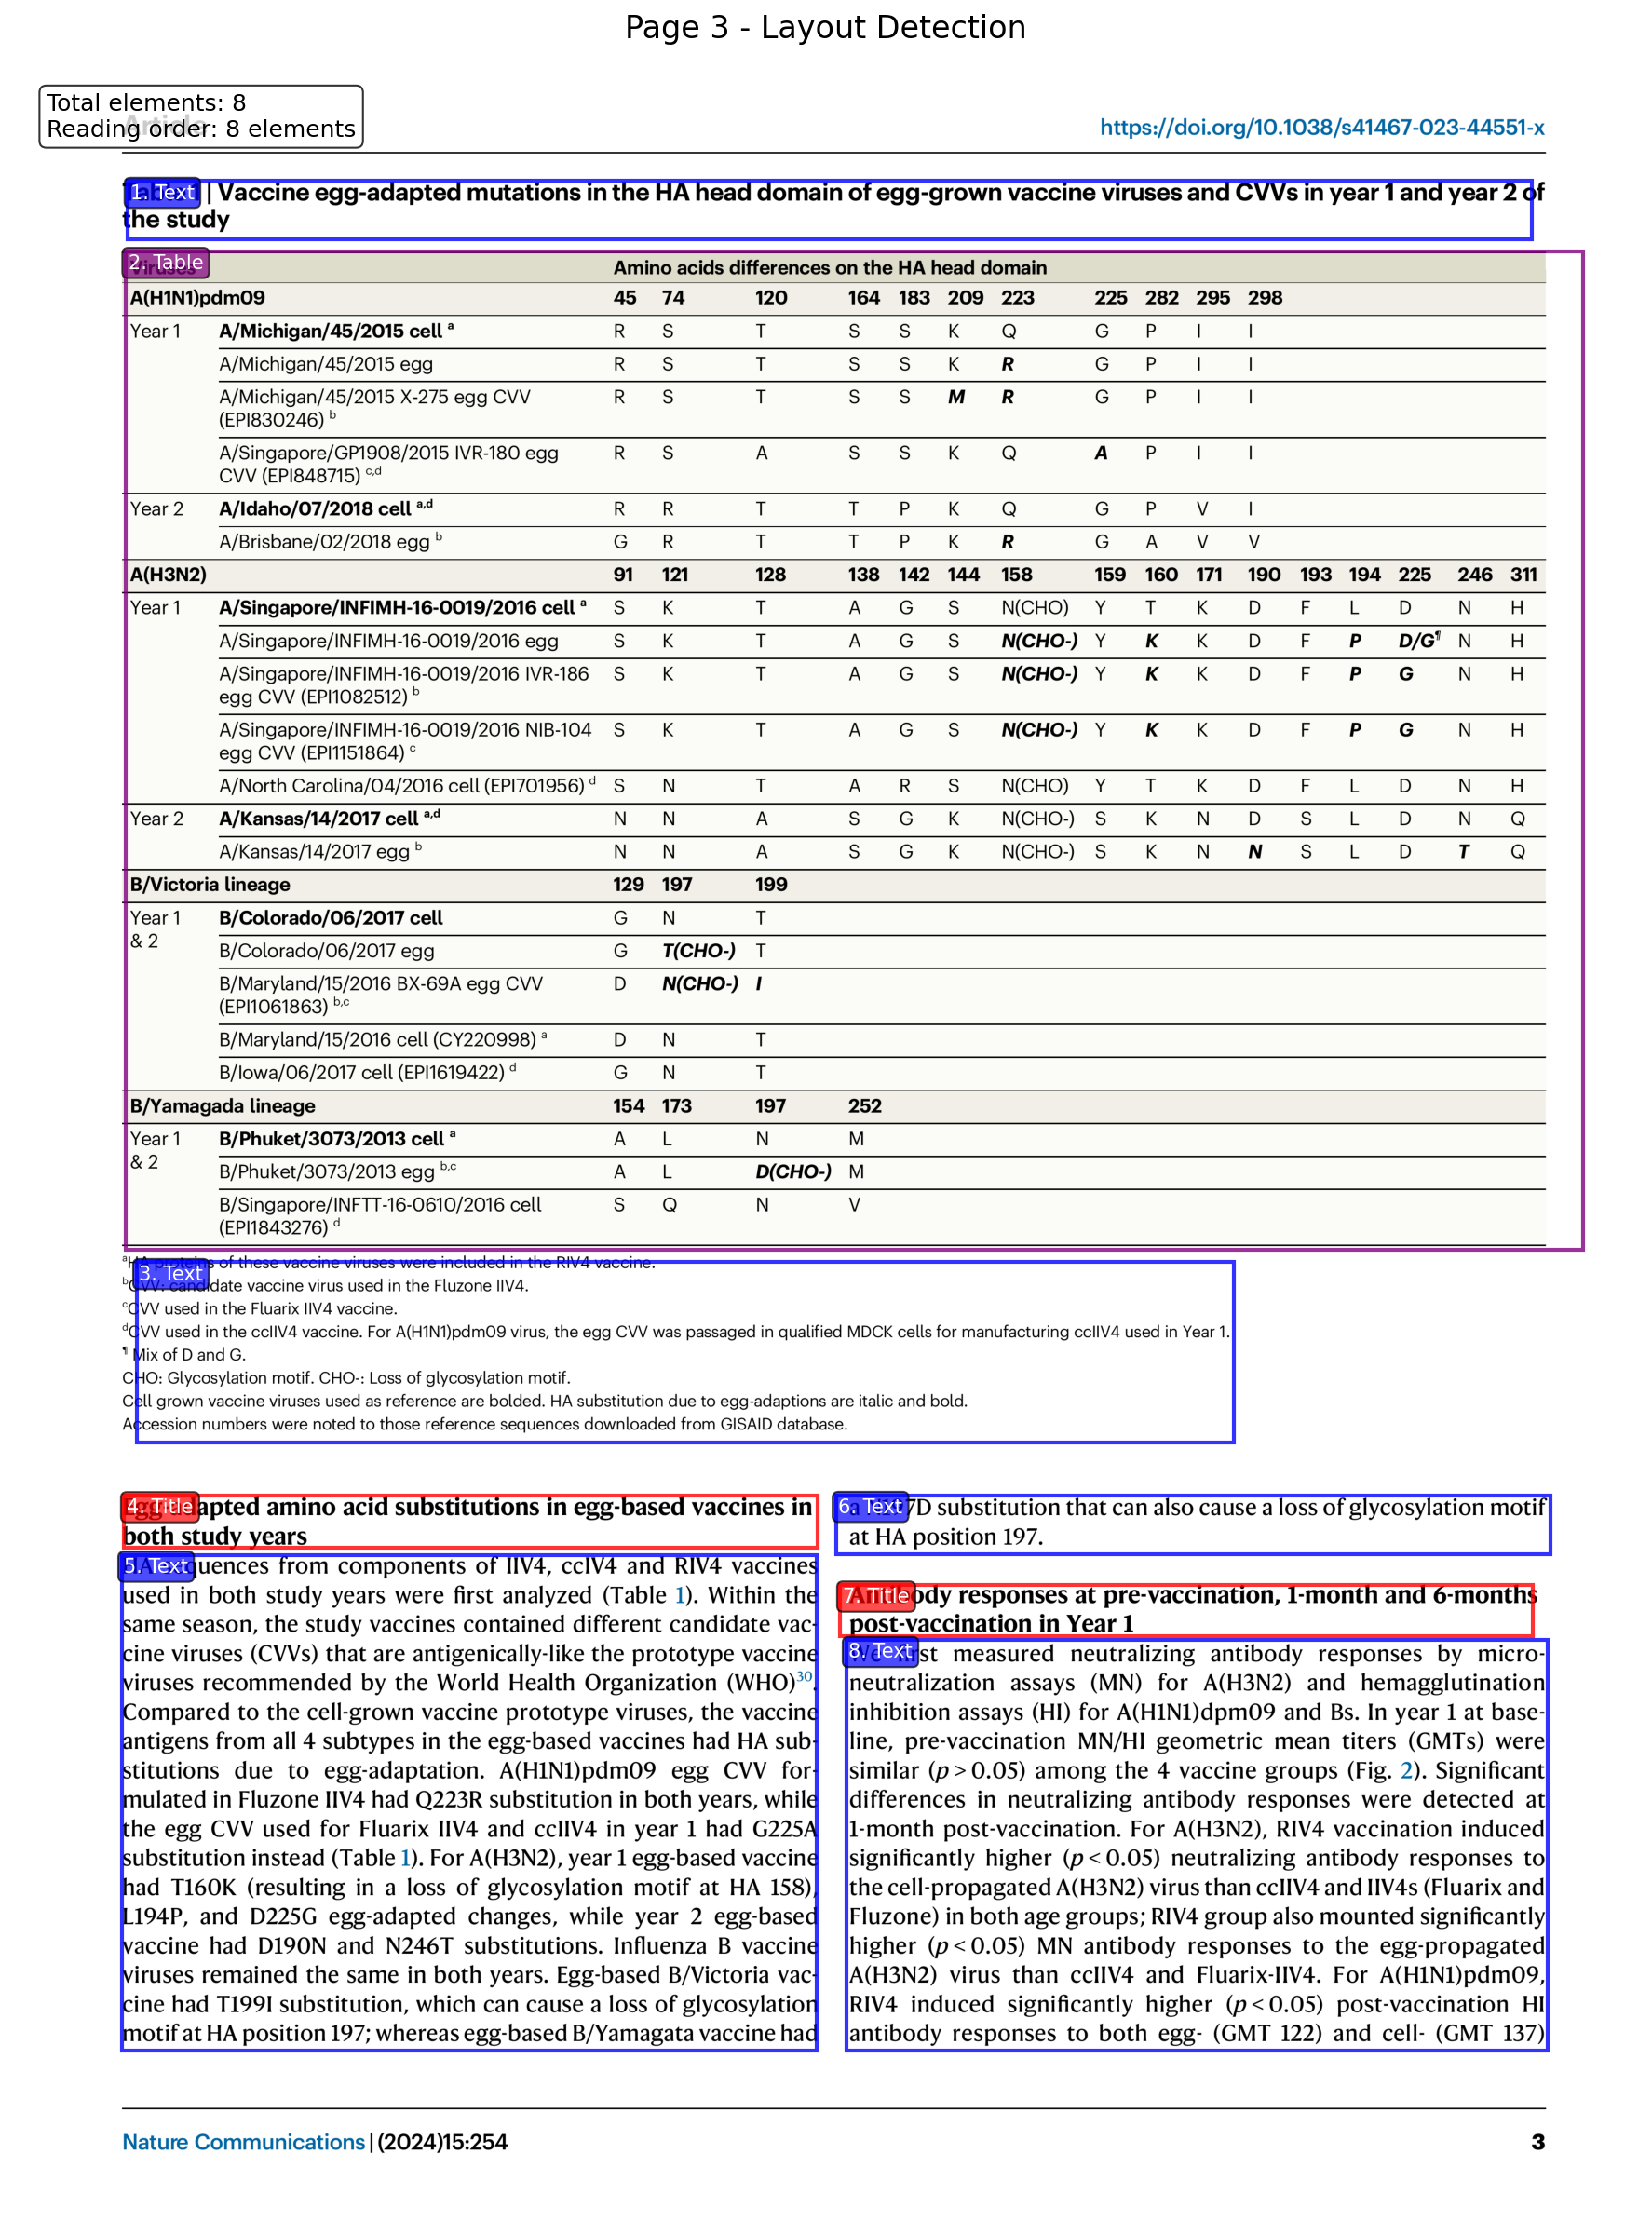 Page 3 - Layout Detection
Total elements: 8
Reading order: 8 elements
Article
https://doi.org/10.1038/s41467-023-44551-x
1. Text | Vaccine egg-adapted mutations in the HA head domain of egg-grown vaccine viruses and CVVs in year 1 and year 2 of
the study
2. Table
Viruses Amino acids differences on the HA head domain
A(H1N1)pdm09 45 74 120 164 183 209 223 225 282 295 298
Year 1 A/Michigan/45/2015 cell a R S T S S K Q G P I I
A/Michigan/45/2015 egg R S T S S K R G P I I
A/Michigan/45/2015 X-275 egg CVV R S T S S M R G P I I
(EPI830246) b
A/Singapore/GP1908/2015 IVR-180 egg R S A S S K Q A P I I
CVV (EPI848715) c,d
Year 2 A/Idaho/07/2018 cell a,d R R T T P K Q G P V I
A/Brisbane/02/2018 egg b G R T T P K R G A V V
A(H3N2) 91 121 128 138 142 144 158 159 160 171 190 193 194 225 246 311
Year 1 A/Singapore/INFIMH-16-0019/2016 cell a S K T A G S N(CHO) Y T K D F L D N H
A/Singapore/INFIMH-16-0019/2016 egg S K T A G S N(CHO-) Y K K D F P D/G¶ N H
A/Singapore/INFIMH-16-0019/2016 IVR-186 S K T A G S N(CHO-) Y K K D F P G N H
egg CVV (EPI1082512) b
A/Singapore/INFIMH-16-0019/2016 NIB-104 S K T A G S N(CHO-) Y K K D F P G N H
egg CVV (EPI1151864) c
A/North Carolina/04/2016 cell (EPI701956) d S N T A R S N(CHO) Y T K D F L D N H
Year 2 A/Kansas/14/2017 cell a,d N N A S G K N(CHO-) S K N D S L D N Q
A/Kansas/14/2017 egg b N N A S G K N(CHO-) S K N N S L D T Q
B/Victoria lineage 129 197 199
Year 1 B/Colorado/06/2017 cell G N T
& 2
B/Colorado/06/2017 egg G T(CHO-) T
B/Maryland/15/2016 BX-69A egg CVV D N(CHO-) I
(EPI1061863) b,c
B/Maryland/15/2016 cell (CY220998) a D N T
B/Iowa/06/2017 cell (EPI1619422) d G N T
B/Yamagada lineage 154 173 197 252
Year 1 B/Phuket/3073/2013 cell a A L N M
& 2
B/Phuket/3073/2013 egg b,c A L D(CHO-) M
B/Singapore/INFTT-16-0610/2016 cell S Q N V
(EPI1843276) d
aHA proteins of these vaccine viruses were included in the RIV4 vaccine.
3. Text
bCVV: candidate vaccine virus used in the Fluzone IIV4.
cCVV used in the Fluarix IIV4 vaccine.
dCVV used in the ccIIV4 vaccine. For A(H1N1)pdm09 virus, the egg CVV was passaged in qualified MDCK cells for manufacturing ccIIV4 used in Year 1.
¶ Mix of D and G.
CHO: Glycosylation motif. CHO-: Loss of glycosylation motif.
Cell grown vaccine viruses used as reference are bolded. HA substitution due to egg-adaptions are italic and bold.
Accession numbers were noted to those reference sequences downloaded from GISAID database.
4. Title
Egg-adapted amino acid substitutions in egg-based vaccines in
both study years
5. Text
sequences from components of IIV4, ccIV4 and RIV4 vaccines
used in both study years were first analyzed (Table 1). Within the
same season, the study vaccines contained different candidate vac-
cine viruses (CVVs) that are antigenically-like the prototype vaccine
viruses recommended by the World Health Organization (WHO)30.
Compared to the cell-grown vaccine prototype viruses, the vaccine
antigens from all 4 subtypes in the egg-based vaccines had HA sub-
stitutions due to egg-adaptation. A(H1N1)pdm09 egg CVV for-
mulated in Fluzone IIV4 had Q223R substitution in both years, while
the egg CVV used for Fluarix IIV4 and ccIIV4 in year 1 had G225A
substitution instead (Table 1). For A(H3N2), year 1 egg-based vaccine
had T160K (resulting in a loss of glycosylation motif at HA 158),
L194P, and D225G egg-adapted changes, while year 2 egg-based
vaccine had D190N and N246T substitutions. Influenza B vaccine
viruses remained the same in both years. Egg-based B/Victoria vac-
cine had T199I substitution, which can cause a loss of glycosylation
motif at HA position 197; whereas egg-based B/Yamagata vaccine had
6. Text
a 7D substitution that can also cause a loss of glycosylation motif
at HA position 197.
7. Title
Antibody responses at pre-vaccination, 1-month and 6-months
post-vaccination in Year 1
8. Text
We first measured neutralizing antibody responses by micro-
neutralization assays (MN) for A(H3N2) and hemagglutination
inhibition assays (HI) for A(H1N1)dpm09 and Bs. In year 1 at base-
line, pre-vaccination MN/HI geometric mean titers (GMTs) were
similar (p > 0.05) among the 4 vaccine groups (Fig. 2). Significant
differences in neutralizing antibody responses were detected at
1-month post-vaccination. For A(H3N2), RIV4 vaccination induced
significantly higher (p < 0.05) neutralizing antibody responses to
the cell-propagated A(H3N2) virus than ccIIV4 and IIV4s (Fluarix and
Fluzone) in both age groups; RIV4 group also mounted significantly
higher (p < 0.05) MN antibody responses to the egg-propagated
A(H3N2) virus than ccIIV4 and Fluarix-IIV4. For A(H1N1)pdm09,
RIV4 induced significantly higher (p < 0.05) post-vaccination HI
antibody responses to both egg- (GMT 122) and cell- (GMT 137)
Nature Communications | (2024)15:254
3